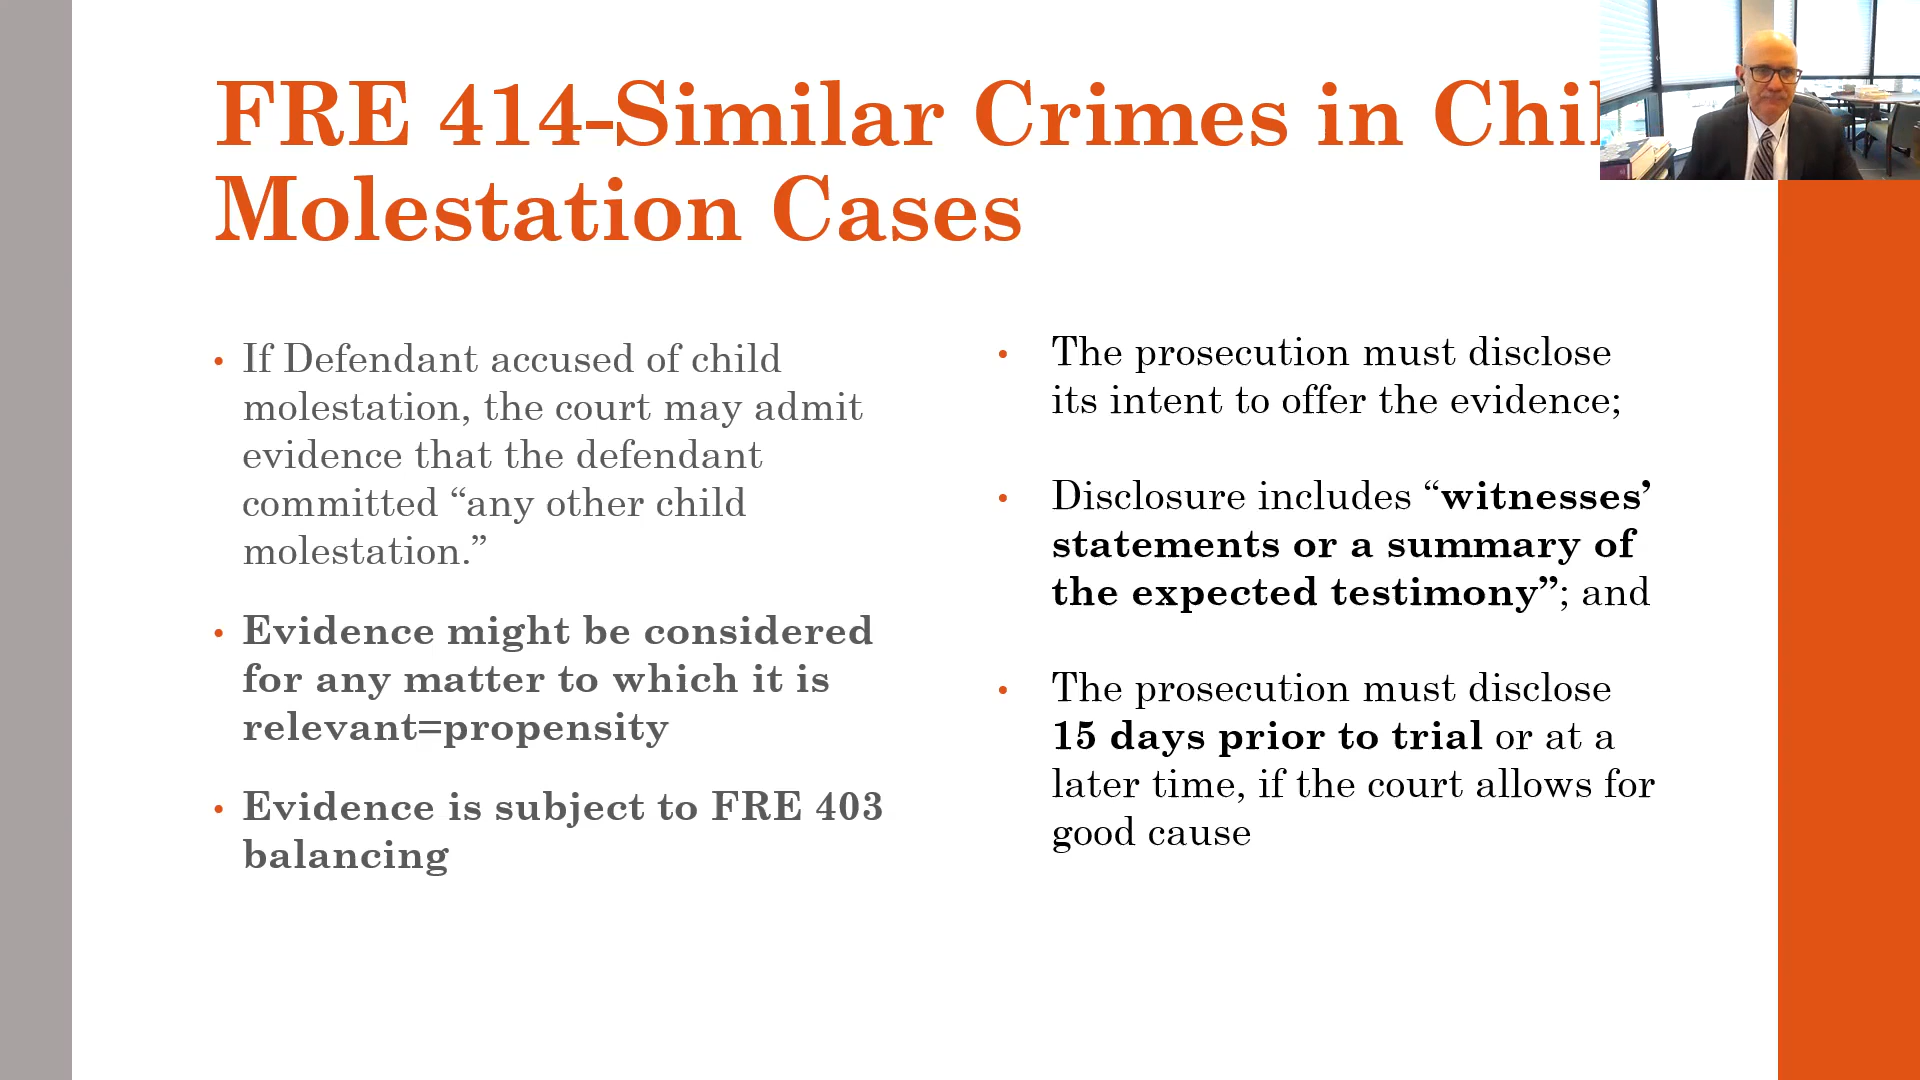 FRE 414-Similar Crimes in
Molestation Cases
• If Defendant accused of child
molestation, the court may admit
evidence that the defendant
committed “any other child
molestation.”
• Evidence might be considered
for any matter to which it is
relevant=propensity
• Evidence is subject to FRE 403
balancing
• The prosecution must disclose
its intent to offer the evidence;
• Disclosure includes “witnesses’
statements or a summary of
the expected testimony”; and
• The prosecution must disclose
15 days prior to trial or at a
later time, if the court allows for
good cause